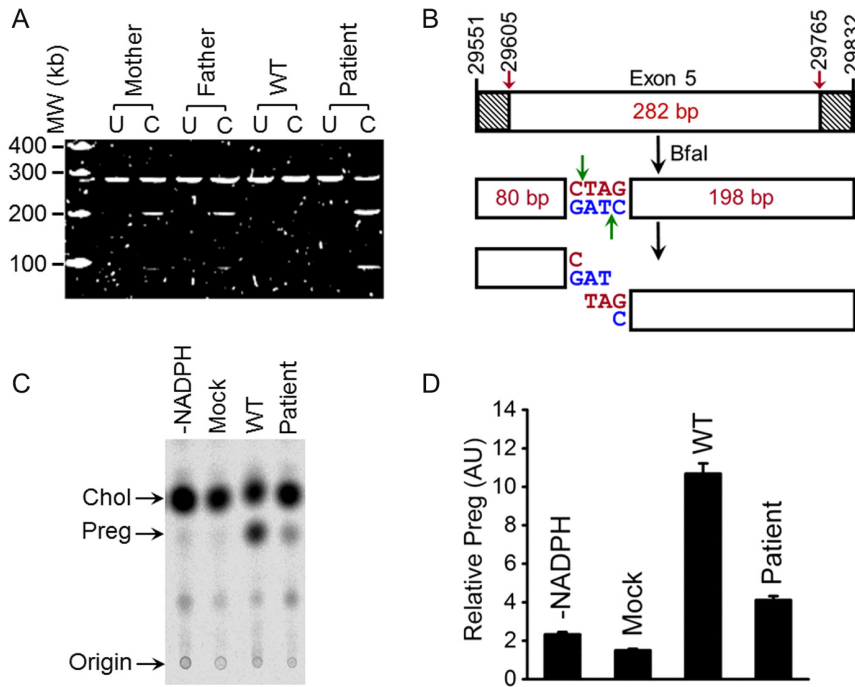 A
MW (kb)
Mother
Father
WT
Patient
U C U C U C U C
400
300
200
100
B
29551
29605
29765
29832
Exon 5
282 bp
BfaI
80 bp
CTAG
GATC
198 bp
C
GAT
TAG
C
C
-NADPH
Mock
WT
Patient
Chol
Preg
Origin
D
Relative Preg (AU)
14
12
10
8
6
4
2
0
-NADPH
Mock
WT
Patient